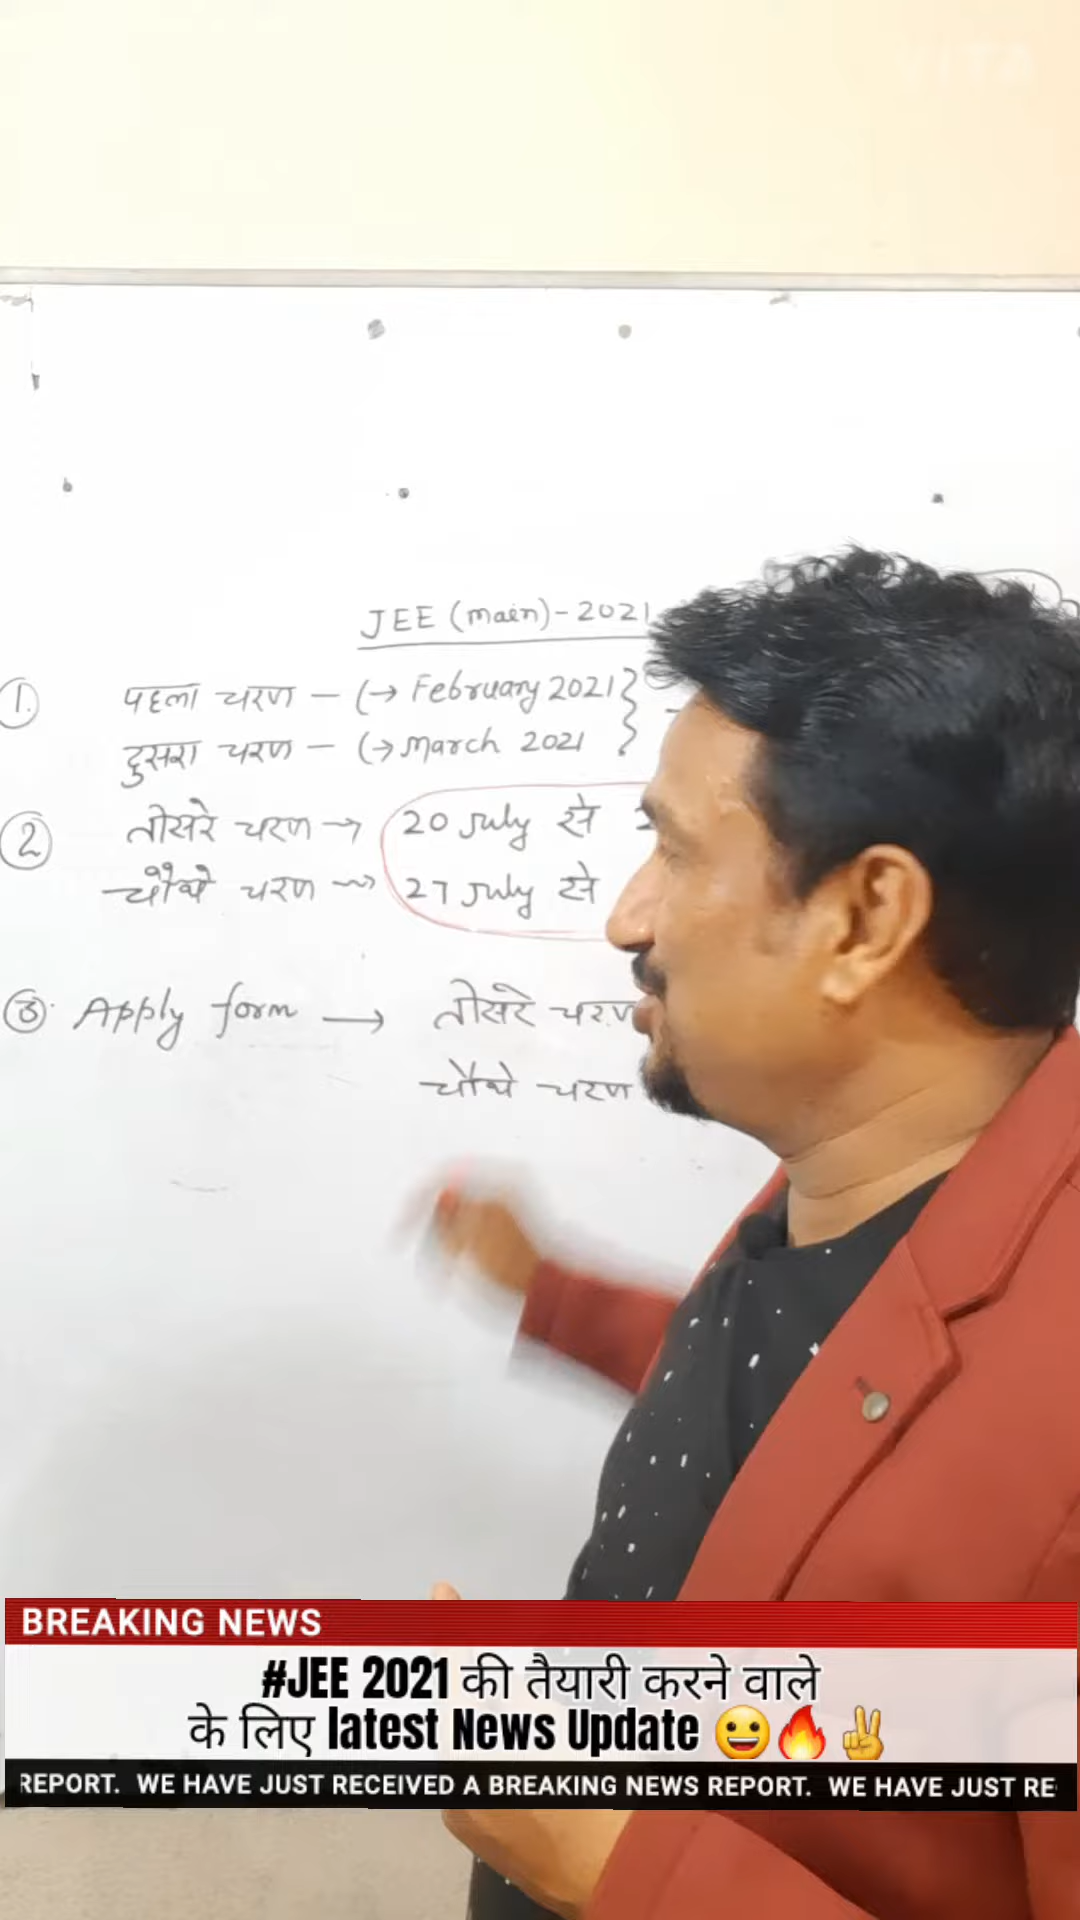 VITA
JEE (main)-2021
1. पहला चरण – (→ February 2021}
दुसरा चरण – (→ March 2021
2 तीसरे चरण → 20 July से 2
चौथे चरण → 27 July से
3. Apply form → तीसरे चरण
चौथे चरण
BREAKING NEWS
#JEE 2021 की तैयारी करने वाले
के लिए latest News Update 😀🔥✌️
REPORT. WE HAVE JUST RECEIVED A BREAKING NEWS REPORT. WE HAVE JUST RE